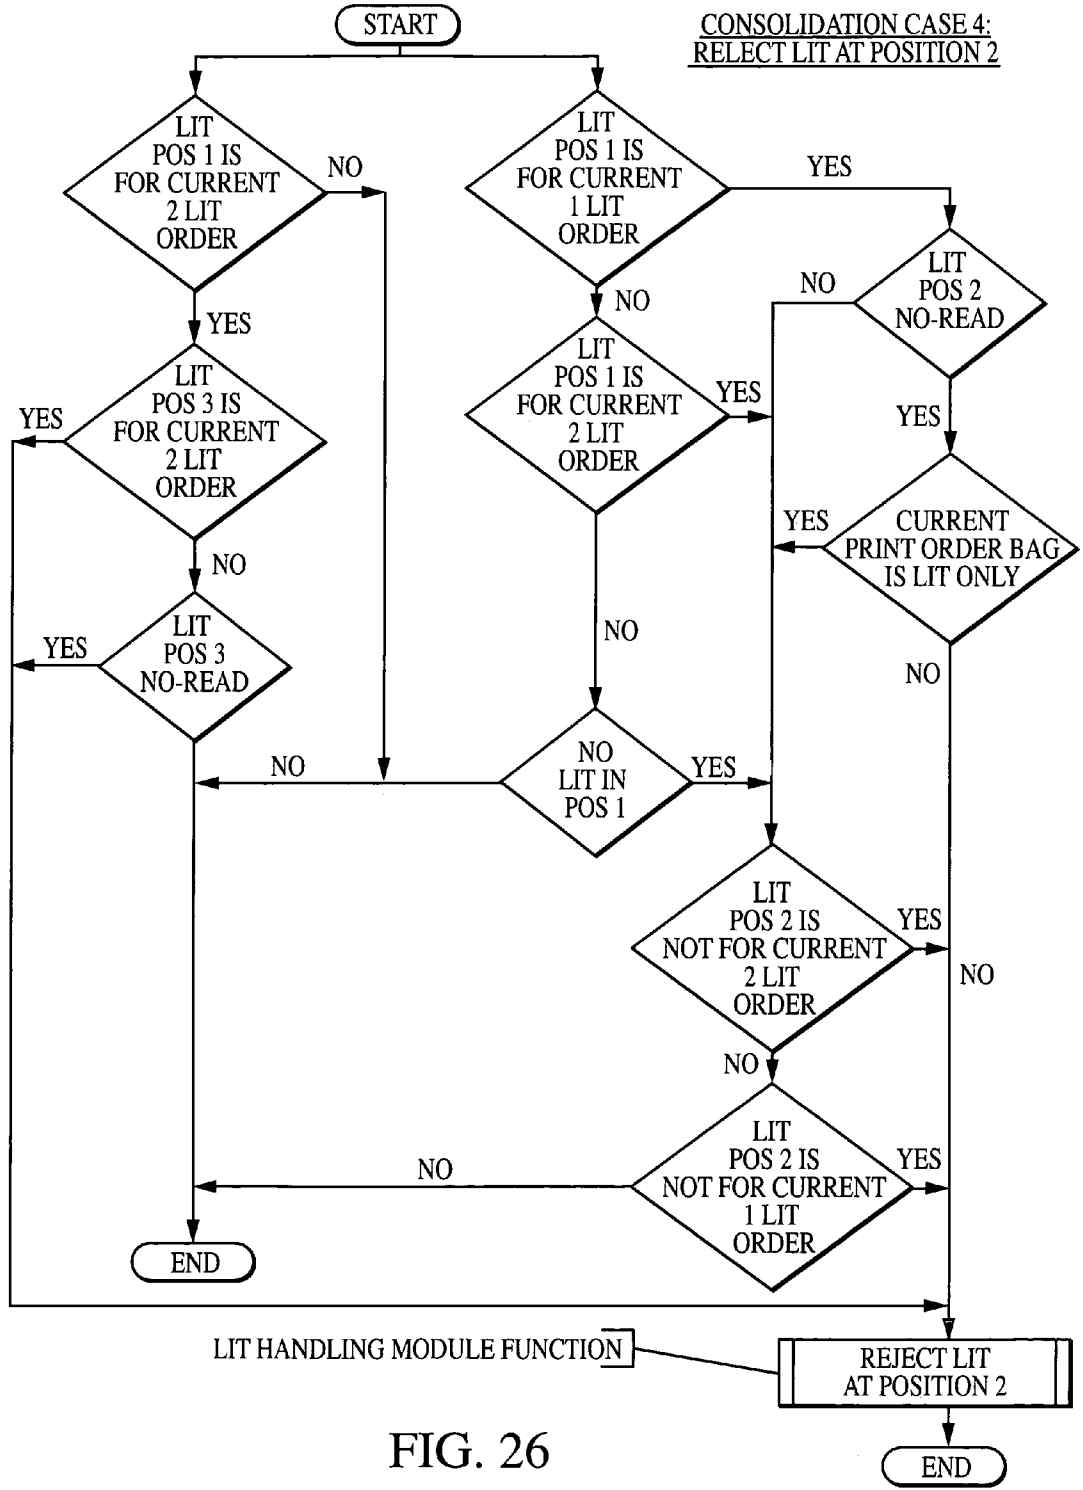 START
CONSOLIDATION CASE 4:
RELECT LIT AT POSITION 2
LIT
POS 1 IS
FOR CURRENT
2 LIT
ORDER
NO
LIT
POS 1 IS
FOR CURRENT
1 LIT
ORDER
YES
LIT
POS 2
NO-READ
NO
NO
YES
LIT
POS 3 IS
FOR CURRENT
2 LIT
ORDER
YES
LIT
POS 1 IS
FOR CURRENT
2 LIT
ORDER
YES
YES
CURRENT
PRINT ORDER BAG
IS LIT ONLY
YES
NO
LIT
POS 3
NO-READ
YES
NO
NO
NO
LIT IN
POS 1
NO
YES
LIT
POS 2 IS
NOT FOR CURRENT
2 LIT
ORDER
YES
NO
NO
LIT
POS 2 IS
NOT FOR CURRENT
1 LIT
ORDER
YES
NO
END
LIT HANDLING MODULE FUNCTION
REJECT LIT
AT POSITION 2
END
FIG. 26